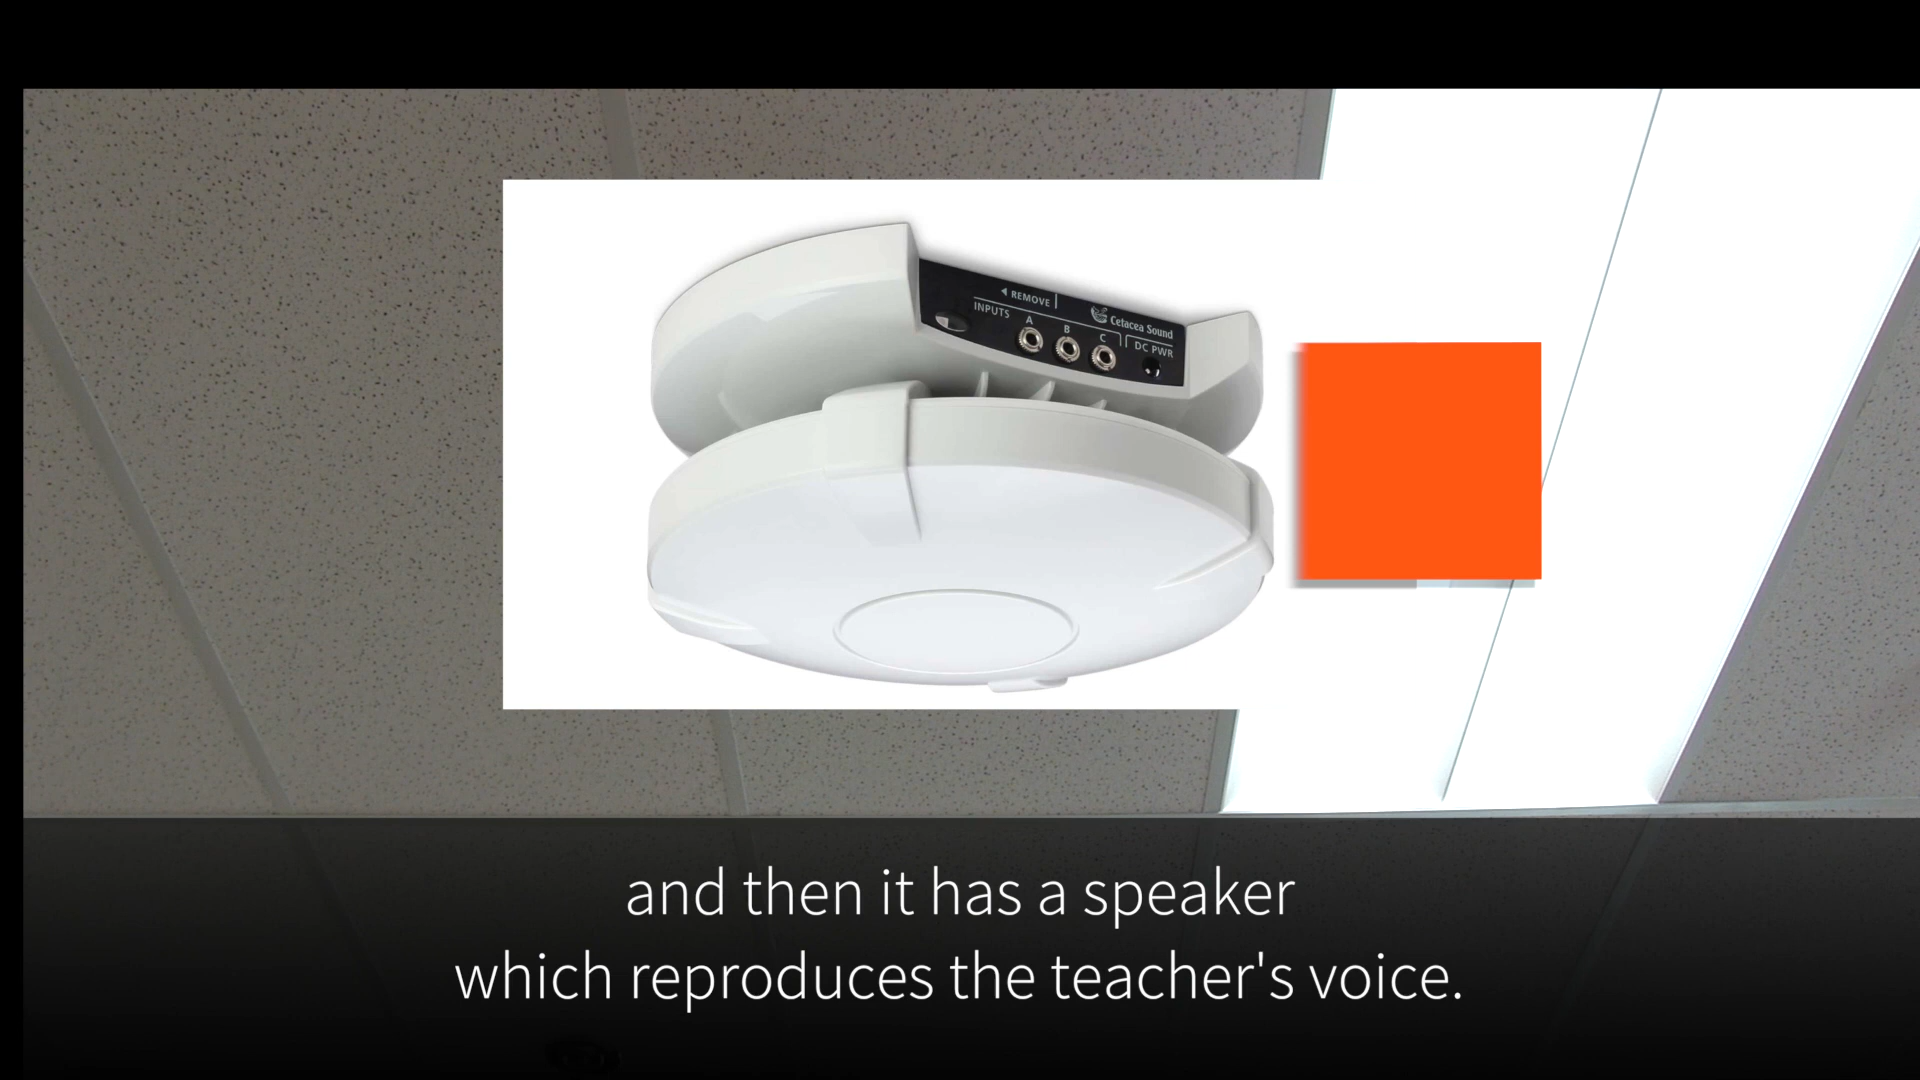 ◄ REMOVE
INPUTS
A
B
C
Cetacea Sound
DC PWR
and then it has a speaker
which reproduces the teacher's voice.